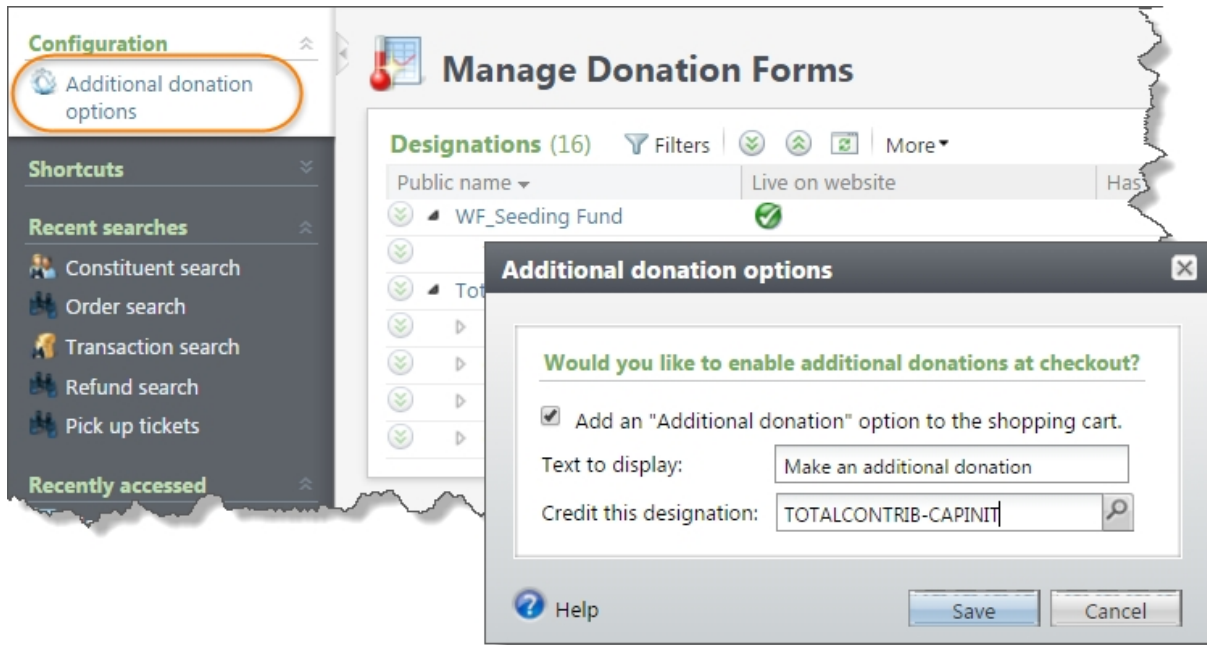 Configuration
Additional donation
options
Shortcuts
Recent searches
Constituent search
Order search
Transaction search
Refund search
Pick up tickets
Recently accessed
Manage Donation Forms
Designations (16) Filters More
Public name Live on website Has
WF_Seeding Fund
Tot
Additional donation options
Would you like to enable additional donations at checkout?
Add an "Additional donation" option to the shopping cart.
Text to display: Make an additional donation
Credit this designation: TOTALCONTRIB-CAPINIT
Help Save Cancel